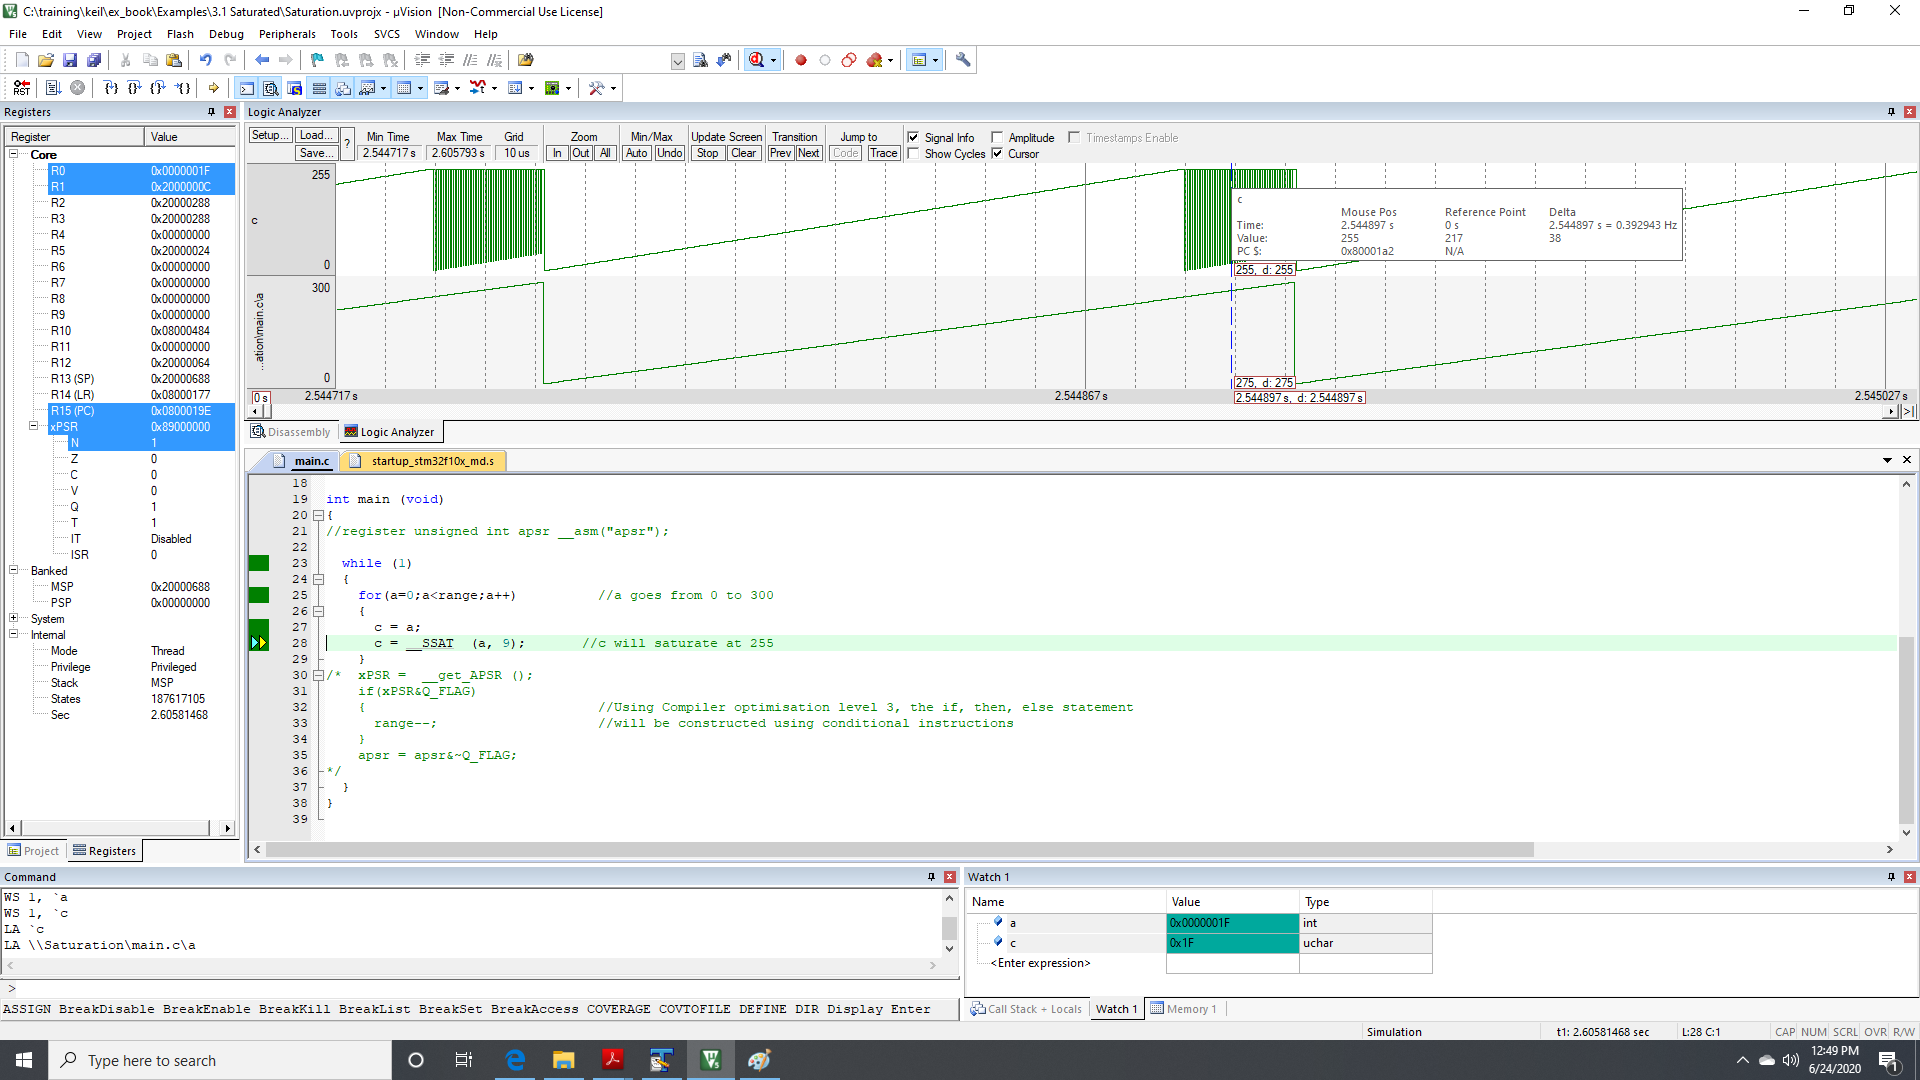 C:\training\keil\ex_book\Examples\3.1 Saturated\Saturation.uvprojx - µVision  [Non-Commercial Use License]
File Edit View Project Flash Debug Peripherals Tools SVCS Window Help
RST
Registers
Register Value
Core
R0 0x0000001F
R1 0x2000000C
R2 0x20000288
R3 0x20000288
R4 0x00000000
R5 0x20000024
R6 0x00000000
R7 0x00000000
R8 0x00000000
R9 0x00000000
R10 0x08000484
R11 0x00000000
R12 0x20000064
R13 (SP) 0x20000688
R14 (LR) 0x08000177
R15 (PC) 0x0800019E
xPSR 0x89000000
N 1
Z 0
C 0
V 0
Q 1
T 1
IT Disabled
ISR 0
Banked
MSP 0x20000688
PSP 0x00000000
System
Internal
Mode Thread
Privilege Privileged
Stack MSP
States 187617105
Sec 2.60581468
Project Registers
Logic Analyzer
Setup... Load... ? Min Time Max Time Grid Zoom Min/Max Update Screen Transition Jump to Signal Info Amplitude Timestamps Enable
Save... 2.544717 s 2.605793 s 10 us In Out All Auto Undo Stop Clear Prev Next Code Trace Show Cycles Cursor
255
c
0
300
...ation\main.c\a
0
c
Mouse Pos Reference Point Delta
Time: 2.544897 s 0 s 2.544897 s = 0.392943 Hz
Value: 255 217 38
PC $: 0x80001a2 N/A
255, d: 255
275, d: 275
0 s 2.544717 s 2.544867 s 2.544897 s, d: 2.544897 s 2.545027 s
Disassembly Logic Analyzer
main.c startup_stm32f10x_md.s
18
19 int main (void)
20 {
21 //register unsigned int apsr __asm("apsr");
22
23 while (1)
24 {
25 for(a=0;a<range;a++) //a goes from 0 to 300
26 {
27 c = a;
28 c = __SSAT (a, 9); //c will saturate at 255
29 }
30 /* xPSR = __get_APSR ();
31 if(xPSR&Q_FLAG)
32 { //Using Compiler optimisation level 3, the if, then, else statement
33 range--; //will be constructed using conditional instructions
34 }
35 apsr = apsr&~Q_FLAG;
36 */
37 }
38 }
39
Command
WS 1, `a
WS 1, `c
LA `c
LA \\Saturation\main.c\a
>
ASSIGN BreakDisable BreakEnable BreakKill BreakList BreakSet BreakAccess COVERAGE COVTOFILE DEFINE DIR Display Enter
Watch 1
Name Value Type
a 0x0000001F int
c 0x1F uchar
<Enter expression>
Call Stack + Locals Watch 1 Memory 1
Simulation t1: 2.60581468 sec L:28 C:1 CAP NUM SCRL OVR R/W
Type here to search
12:49 PM
6/24/2020
1